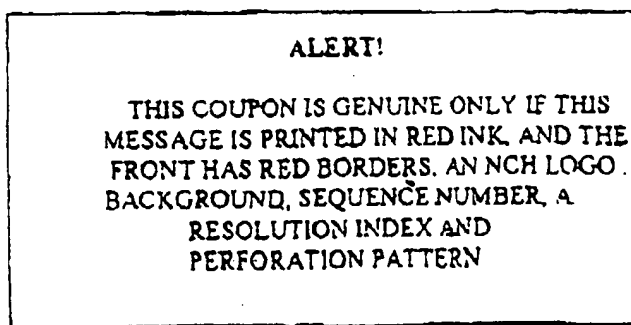 ALERT!
THIS COUPON IS GENUINE ONLY IF THIS
MESSAGE IS PRINTED IN RED INK, AND THE
FRONT HAS RED BORDERS. AN NCH LOGO.
BACKGROUND, SEQUENCE NUMBER, A
RESOLUTION INDEX AND
PERFORATION PATTERN